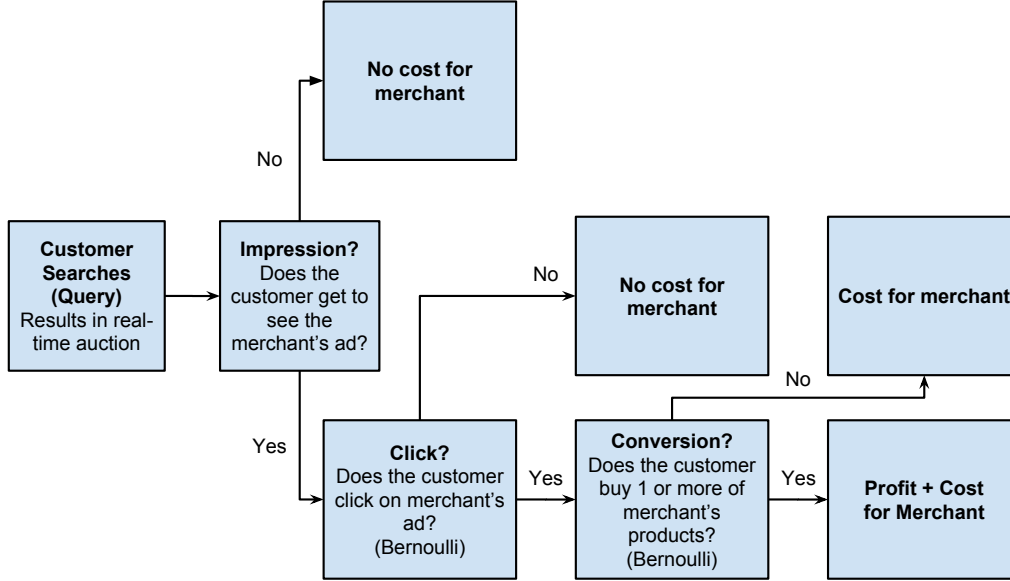 No cost for
merchant
No
Customer
Searches
(Query)
Results in real-
time auction
Impression?
Does the
customer get to
see the
merchant's ad?
No
No cost for
merchant
Cost for merchant
No
Yes
Click?
Does the customer
click on merchant's
ad?
(Bernoulli)
Yes
Conversion?
Does the customer
buy 1 or more of
merchant's
products?
(Bernoulli)
Yes
Profit + Cost
for Merchant